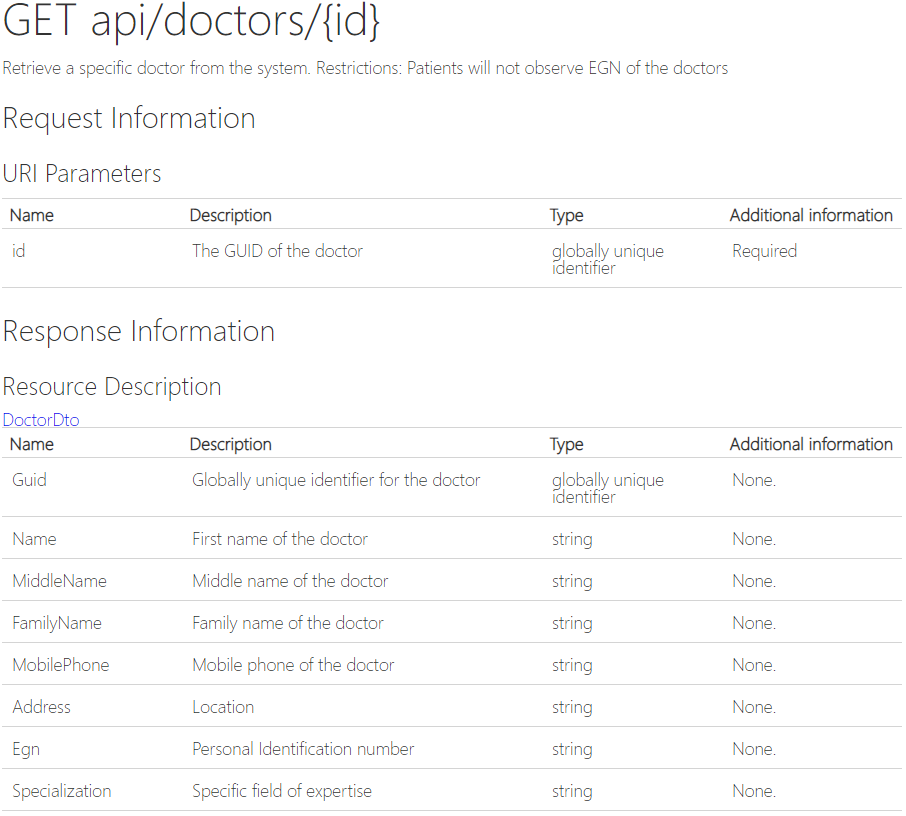 GET api/doctors/{id}
Retrieve a specific doctor from the system. Restrictions: Patients will not observe EGN of the doctors
Request Information
URI Parameters
Name Description Type Additional information
id The GUID of the doctor globally unique identifier Required
Response Information
Resource Description
DoctorDto
Name Description Type Additional information
Guid Globally unique identifier for the doctor globally unique identifier None.
Name First name of the doctor string None.
MiddleName Middle name of the doctor string None.
FamilyName Family name of the doctor string None.
MobilePhone Mobile phone of the doctor string None.
Address Location string None.
Egn Personal Identification number string None.
Specialization Specific field of expertise string None.